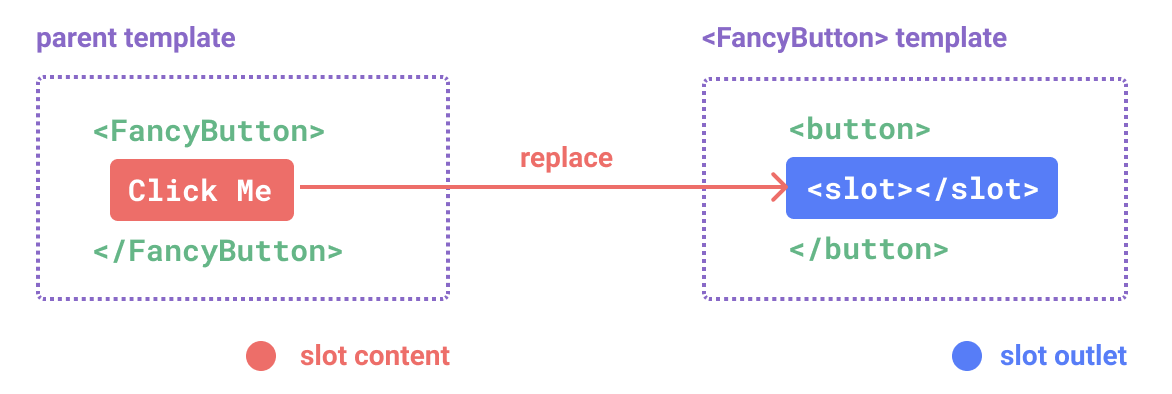 parent template
<FancyButton>
Click Me
</FancyButton>
replace
<FancyButton> template
<button>
<slot></slot>
</button>
slot content
slot outlet